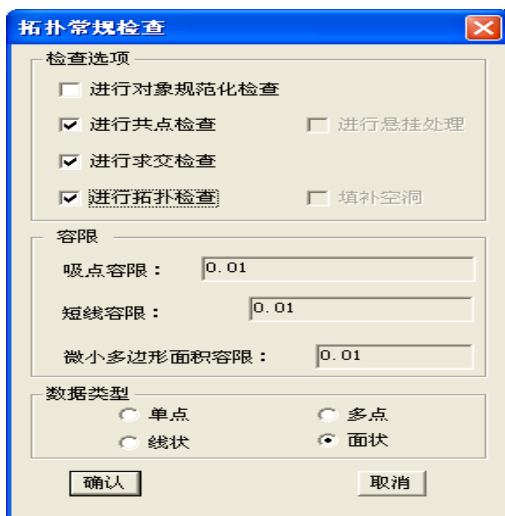 拓扑常规检查
检查选项
进行对象规范化检查
进行共点检查 进行悬挂处理
进行求交检查
进行拓扑检查 填补空洞
容限
吸点容限： 0.01
短线容限： 0.01
微小多边形面积容限： 0.01
数据类型
单点 多点
线状 面状
确认 取消